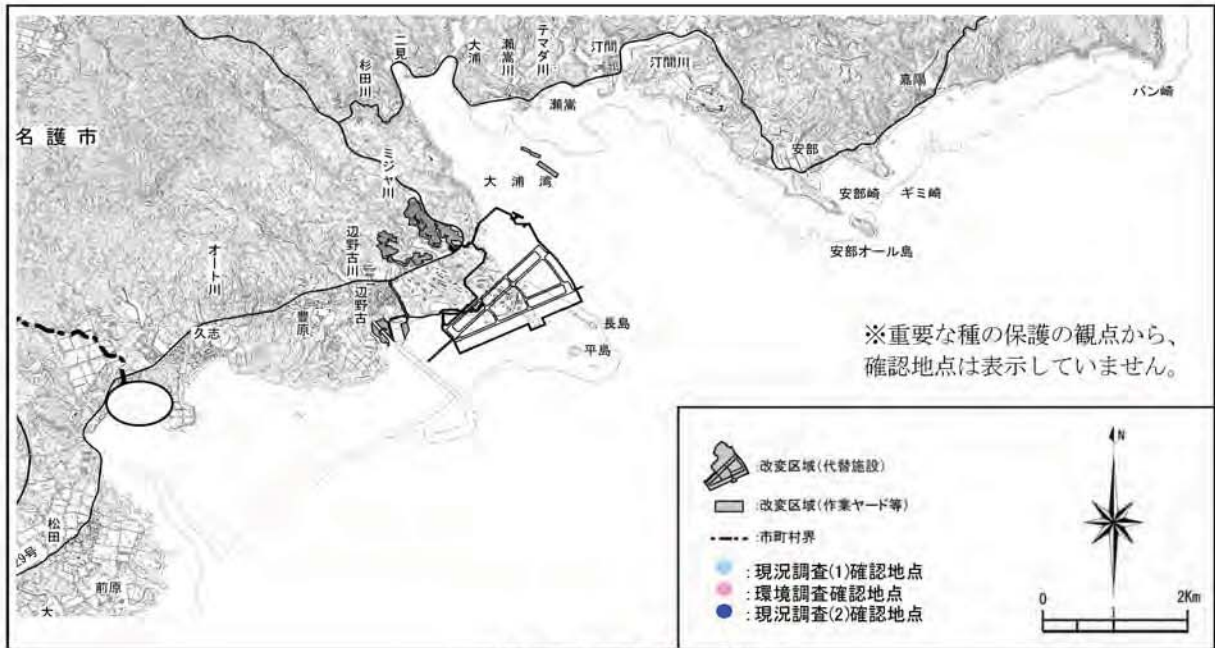 名護市
杉田川
二見
大浦
瀬嵩川
テマダ川
汀間
汀間川
瀬嵩
嘉陽
バン崎
安部
安部崎
ギミ崎
安部オール島
大浦湾
ミジャ川
辺野古川
辺野古
オート川
久志
豊原
長島
平島
松田
前原
大
※重要な種の保護の観点から、
確認地点は表示していません。
:改変区域(代替施設)
:改変区域(作業ヤード等)
:市町村界
:現況調査(1)確認地点
:環境調査確認地点
:現況調査(2)確認地点
N
0 2Km